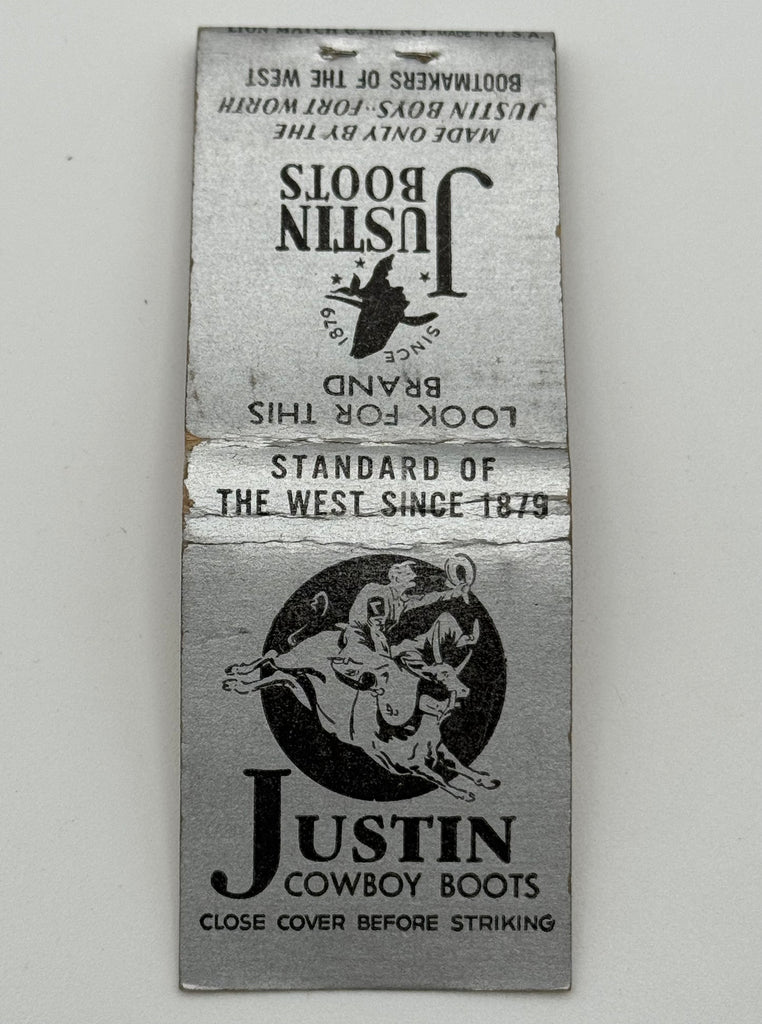 STANDARD OF
THE WEST SINCE 1879
JUSTIN
COWBOY BOOTS
CLOSE COVER BEFORE STRIKING
LOOK FOR THIS
BRAND
SINCE 1879
JUSTIN
BOOTS
MADE ONLY BY THE
JUSTIN BOYS··FORT WORTH
BOOTMAKERS OF THE WEST
LION MATCH C., INC. N.Y. MADE IN U.S.A.